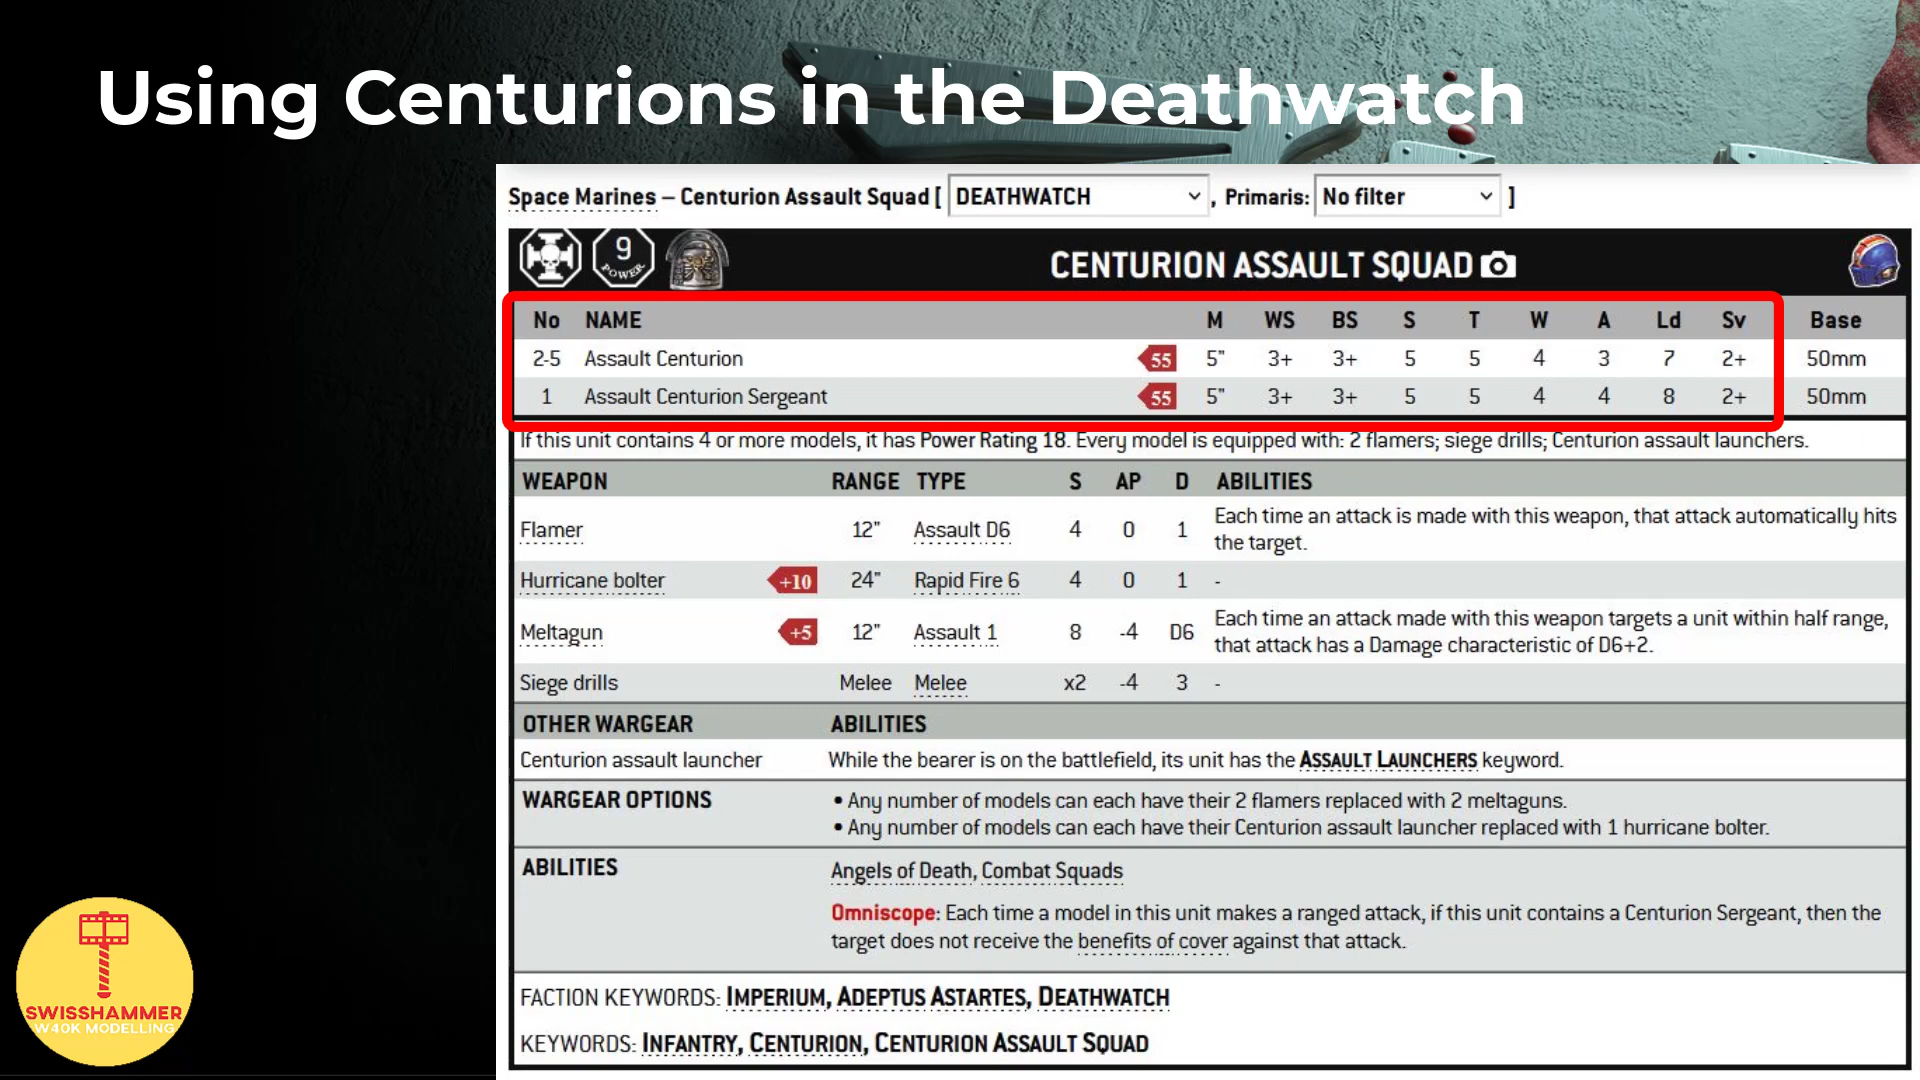 Using Centurions in the Deathwatch
Space Marines – Centurion Assault Squad [ DEATHWATCH , Primaris: No filter ]
9 POWER CENTURION ASSAULT SQUAD
No NAME M WS BS S T W A Ld Sv Base
2-5 Assault Centurion 55 5" 3+ 3+ 5 5 4 3 7 2+ 50mm
1 Assault Centurion Sergeant 55 5" 3+ 3+ 5 5 4 4 8 2+ 50mm
If this unit contains 4 or more models, it has Power Rating 18. Every model is equipped with: 2 flamers; siege drills; Centurion assault launchers.
WEAPON RANGE TYPE S AP D ABILITIES
Flamer 12" Assault D6 4 0 1 Each time an attack is made with this weapon, that attack automatically hits
the target.
Hurricane bolter +10 24" Rapid Fire 6 4 0 1 -
Meltagun +5 12" Assault 1 8 -4 D6 Each time an attack made with this weapon targets a unit within half range,
that attack has a Damage characteristic of D6+2.
Siege drills Melee Melee x2 -4 3 -
OTHER WARGEAR ABILITIES
Centurion assault launcher While the bearer is on the battlefield, its unit has the ASSAULT LAUNCHERS keyword.
WARGEAR OPTIONS • Any number of models can each have their 2 flamers replaced with 2 meltaguns.
• Any number of models can each have their Centurion assault launcher replaced with 1 hurricane bolter.
ABILITIES Angels of Death, Combat Squads
Omniscope: Each time a model in this unit makes a ranged attack, if this unit contains a Centurion Sergeant, then the
target does not receive the benefits of cover against that attack.
FACTION KEYWORDS: IMPERIUM, ADEPTUS ASTARTES, DEATHWATCH
KEYWORDS: INFANTRY, CENTURION, CENTURION ASSAULT SQUAD
SWISSHAMMER
W40K MODELLING